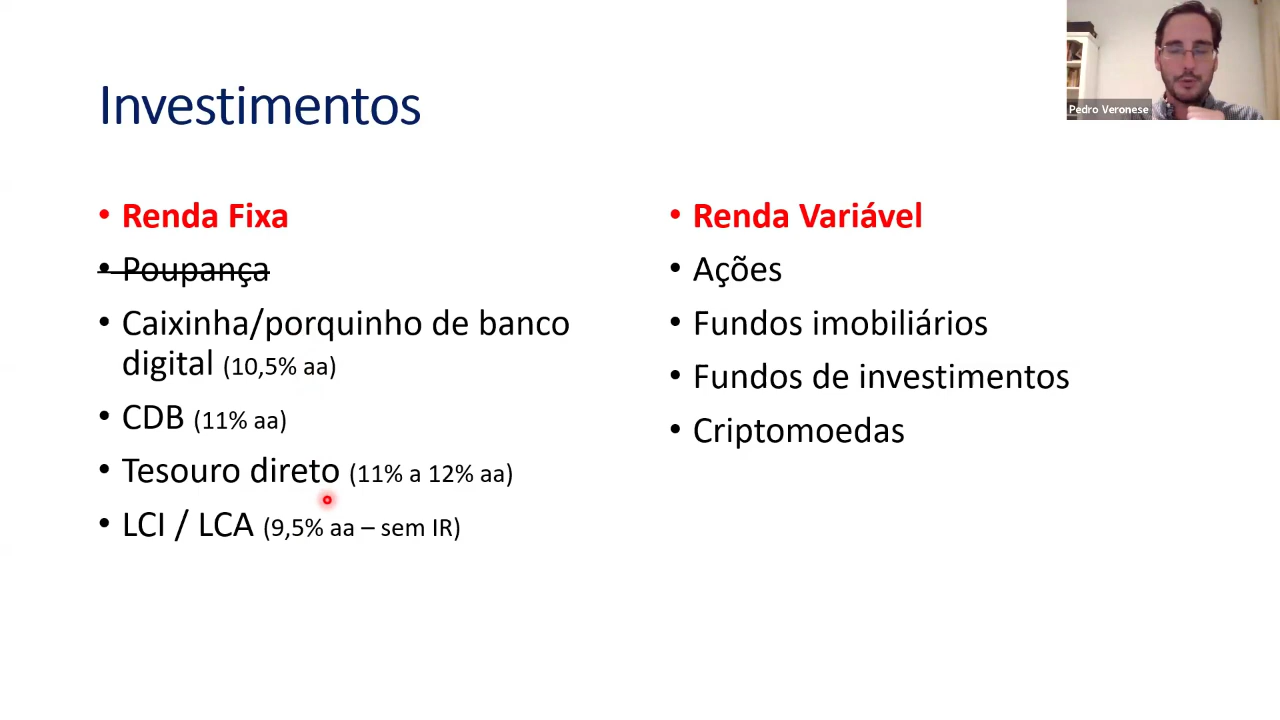 Investimentos
Pedro Veronese
• Renda Fixa
• Poupança
• Caixinha/porquinho de banco
digital (10,5% aa)
• CDB (11% aa)
• Tesouro direto (11% a 12% aa)
• LCI / LCA (9,5% aa – sem IR)
• Renda Variável
• Ações
• Fundos imobiliários
• Fundos de investimentos
• Criptomoedas